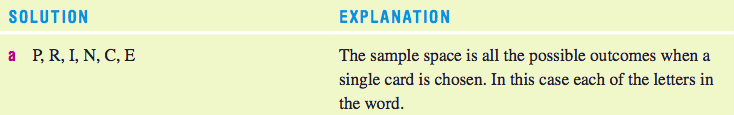 SOLUTION EXPLANATION
a P, R, I, N, C, E The sample space is all the possible outcomes when a
single card is chosen. In this case each of the letters in
the word.